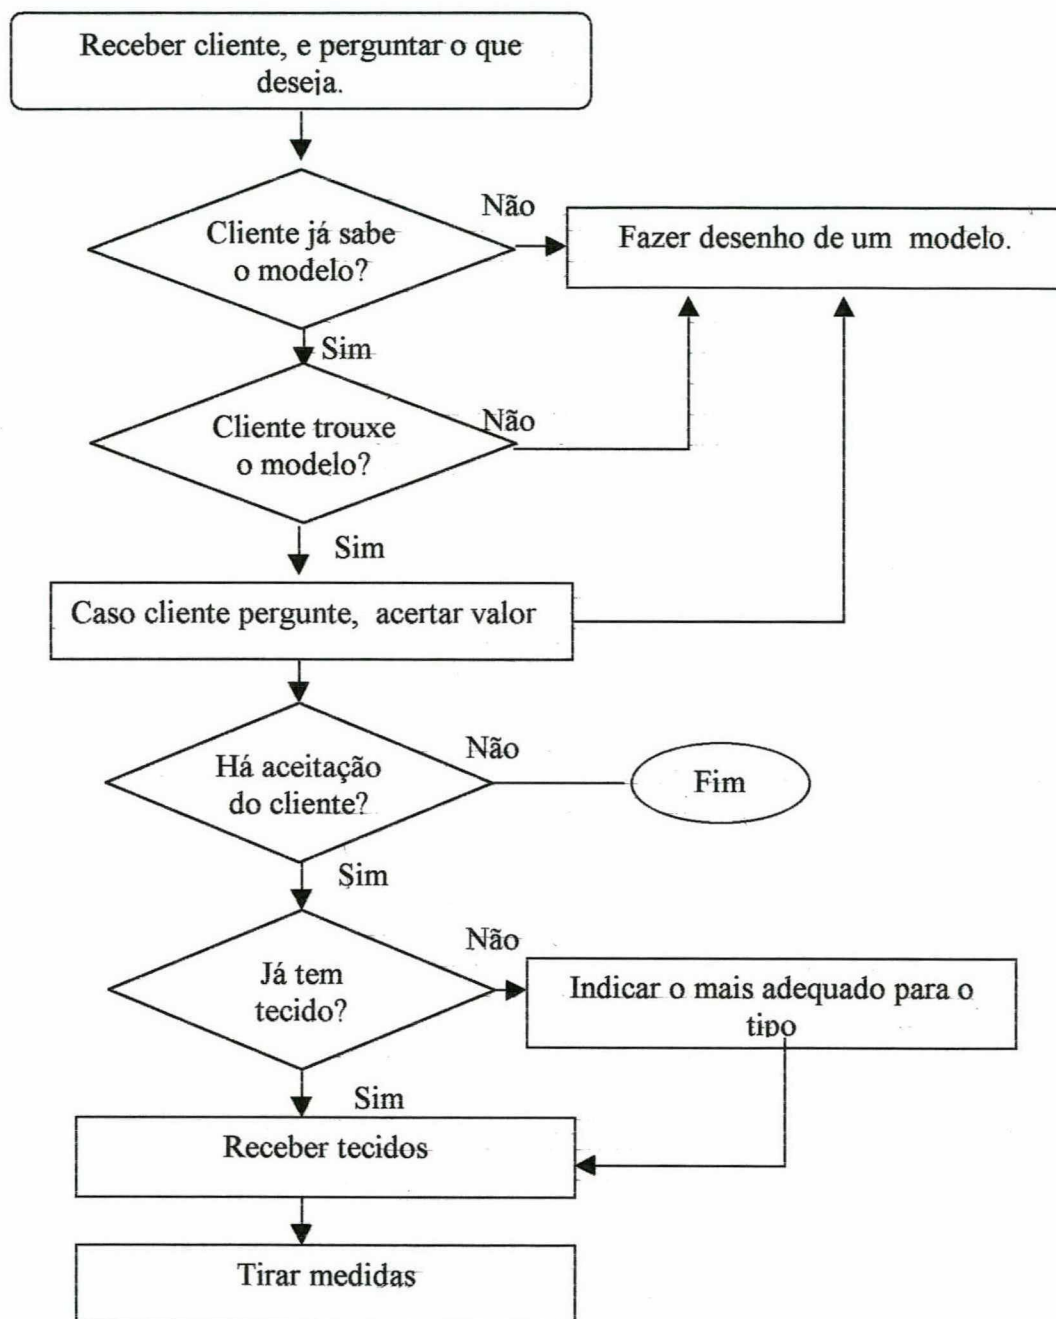 Receber cliente, e perguntar o que
deseja.
Cliente já sabe
o modelo?
Não
Fazer desenho de um modelo.
Sim
Cliente trouxe
o modelo?
Não
Sim
Caso cliente pergunte, acertar valor
Há aceitação
do cliente?
Não
Fim
Sim
Já tem
tecido?
Não
Indicar o mais adequado para o
tipo
Sim
Receber tecidos
Tirar medidas